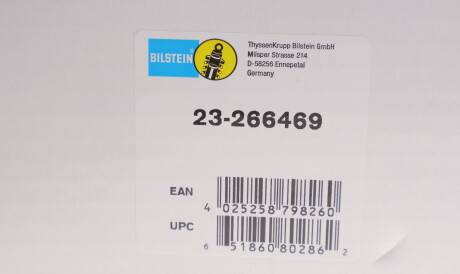 BILSTEIN
ThyssenKrupp Bilstein GmbH
Milsper Strasse 214
D-58256 Ennepetal
Germany
23-266469
EAN
4 025258 798260
UPC
6 51860 80286 2